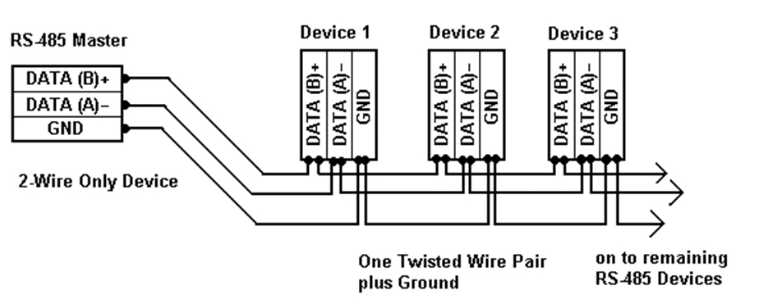 RS-485 Master
DATA (B)+
DATA (A)−
GND
2-Wire Only Device
Device 1
DATA (B)+
DATA (A)−
GND
Device 2
DATA (B)+
DATA (A)−
GND
Device 3
DATA (B)+
DATA (A)−
GND
One Twisted Wire Pair
plus Ground
on to remaining
RS-485 Devices